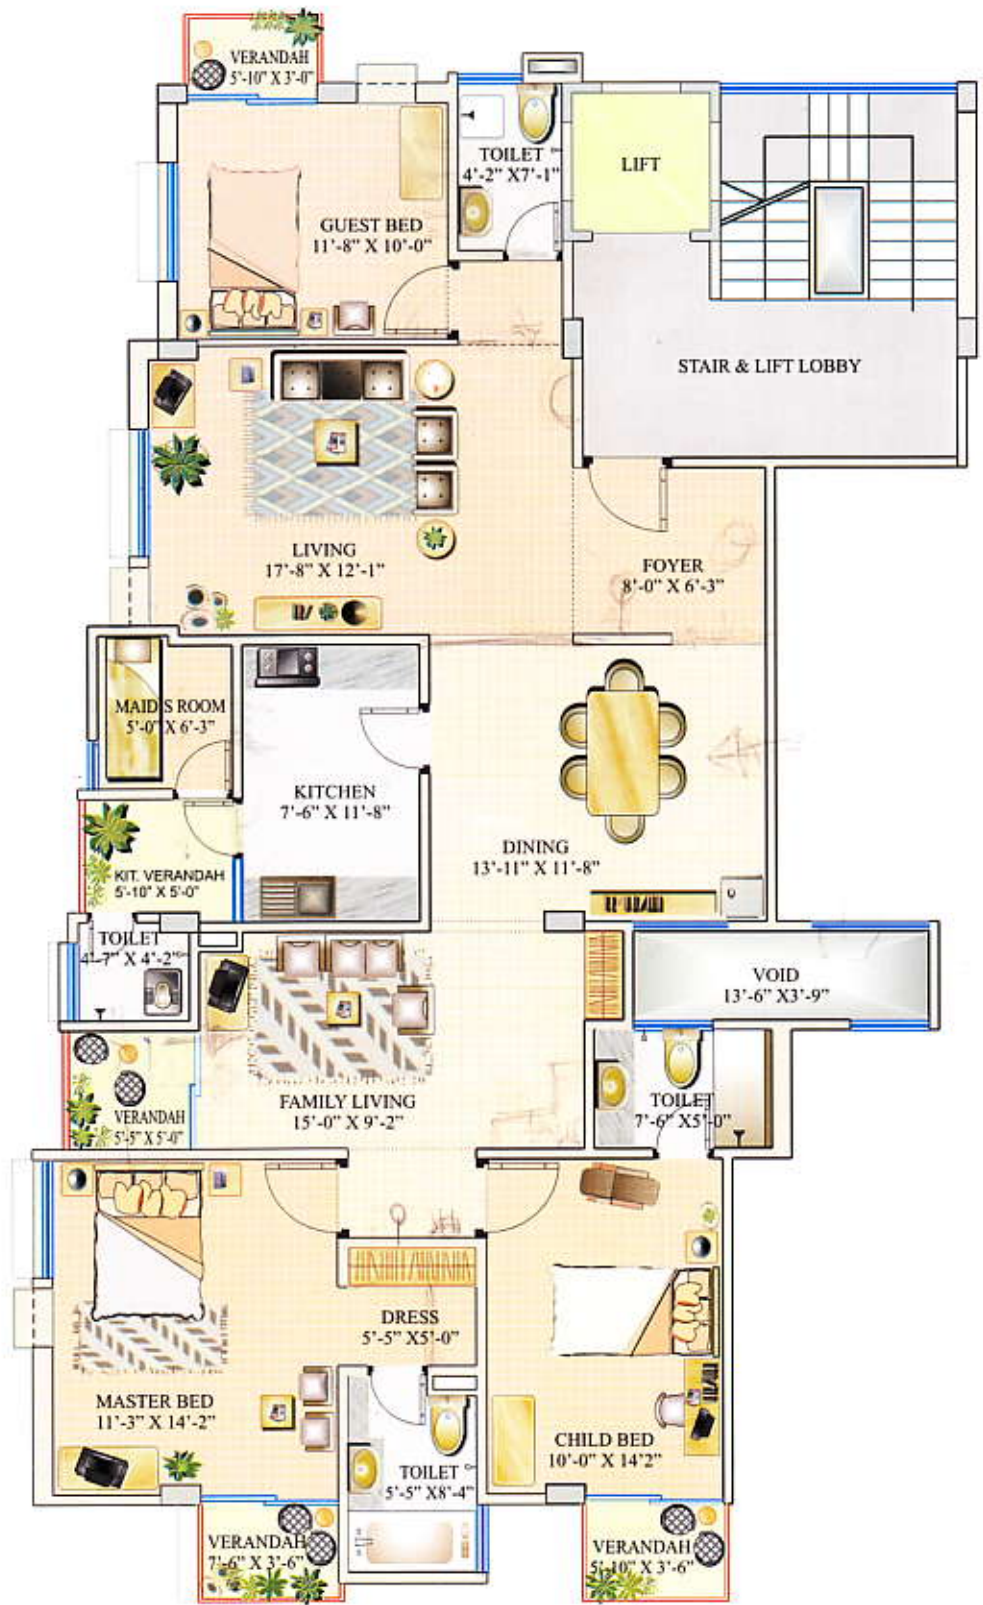 VERANDAH
5'-10" X 3'-0"
TOILET
4'-2" X7'-1"
LIFT
GUEST BED
11'-8" X 10'-0"
STAIR & LIFT LOBBY
LIVING
17'-8" X 12'-1"
FOYER
8'-0" X 6'-3"
MAID'S ROOM
5'-0" X 6'-3"
KITCHEN
7'-6" X 11'-8"
DINING
13'-11" X 11'-8"
KIT. VERANDAH
5'-10" X 5'-0"
TOILET
4'-7" X 4'-2"
VOID
13'-6" X3'-9"
FAMILY LIVING
15'-0" X 9'-2"
TOILET
7'-6" X5'-0"
VERANDAH
5'-5" X 5'-0"
DRESS
5'-5" X5'-0"
MASTER BED
11'-3" X 14'-2"
CHILD BED
10'-0" X 14'2"
TOILET
5'-5" X8'-4"
VERANDAH
7'-6" X 3'-6"
VERANDAH
5'-10" X 3'-6"